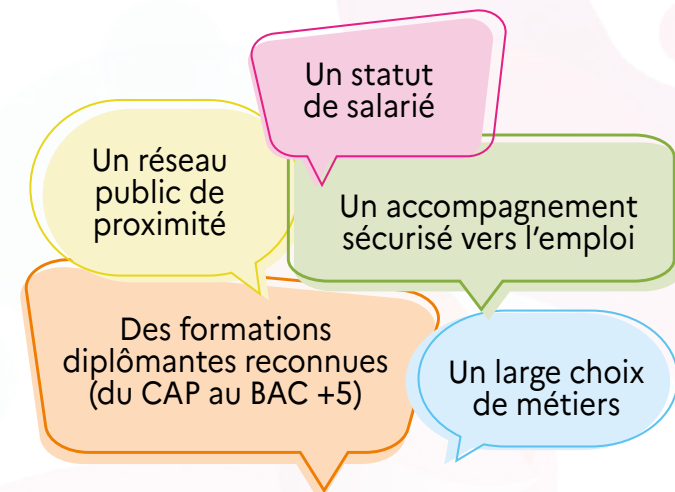 Un statut
de salarié
Un réseau
public de
proximité
Un accompagnement
sécurisé vers l'emploi
Des formations
diplômantes reconnues
(du CAP au BAC +5)
Un large choix
de métiers